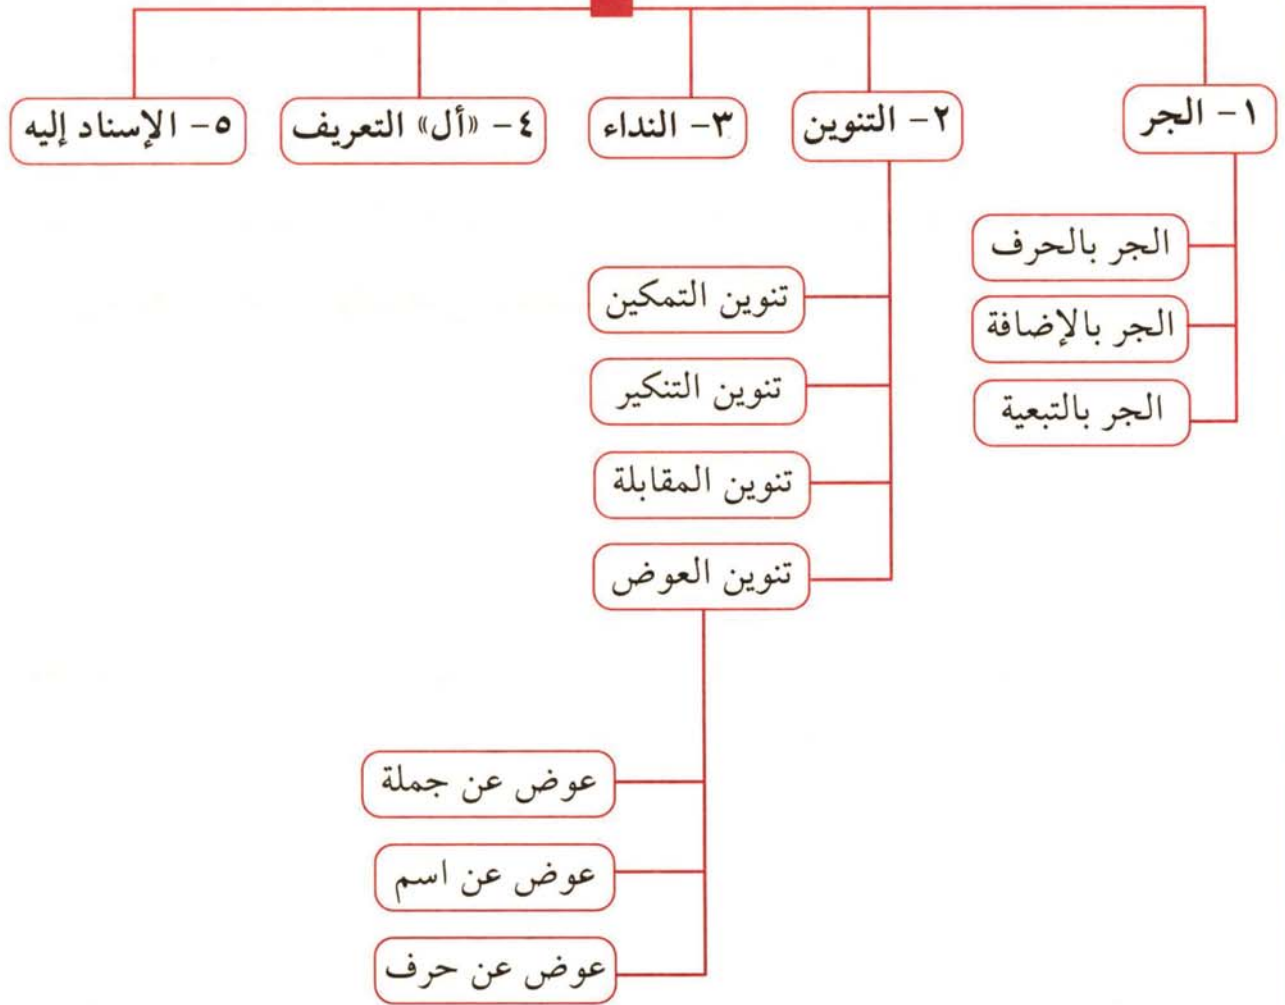 ١- الجر
٢- التنوين
٣- النداء
٤- «أل» التعريف
٥- الإسناد إليه
الجر بالحرف
الجر بالإضافة
الجر بالتبعية
تنوين التمكين
تنوين التنكير
تنوين المقابلة
تنوين العوض
عوض عن جملة
عوض عن اسم
عوض عن حرف